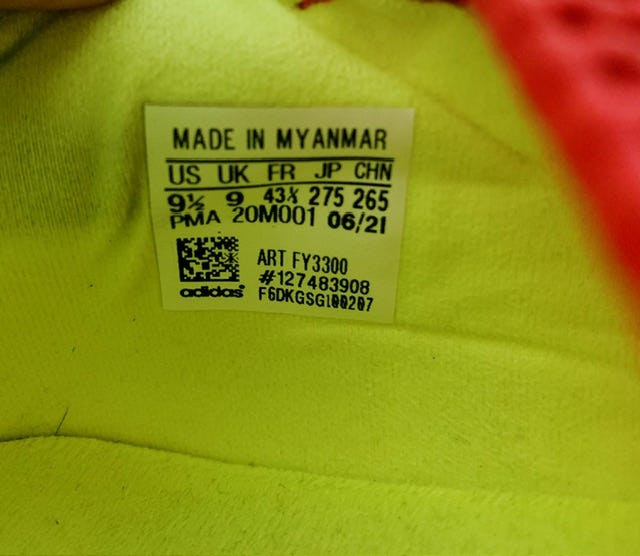 MADE IN MYANMAR
US UK FR JP CHN
9½ 9 43⅓ 275 265
PMA 20M001 06/21
ART FY3300
#127483908
adidas